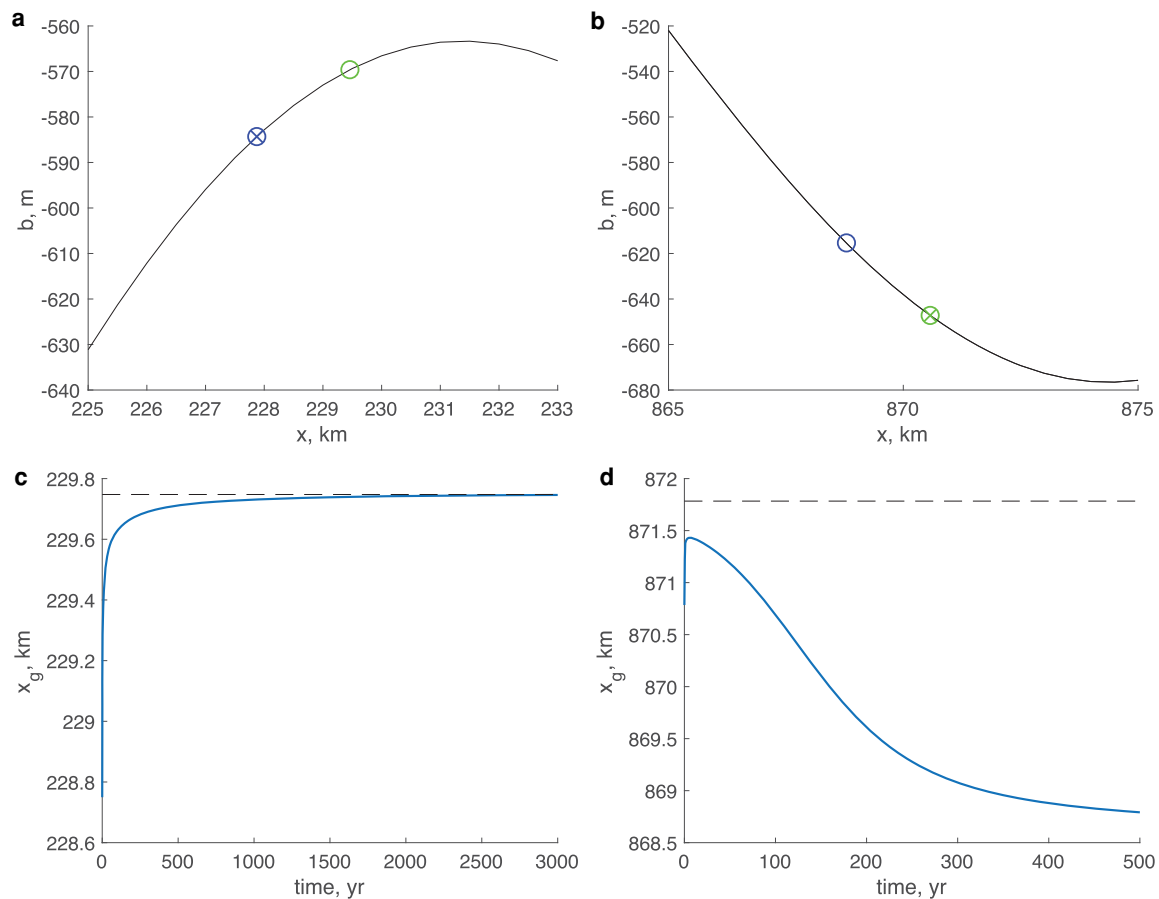 a
b, m
-560
-570
-580
-590
-600
-610
-620
-630
-640
225 226 227 228 229 230 231 232 233
x, km
b
b, m
-520
-540
-560
-580
-600
-620
-640
-660
-680
865 870 875
x, km
c
x_g, km
229.8
229.6
229.4
229.2
229
228.8
228.6
0 500 1000 1500 2000 2500 3000
time, yr
d
x_g, km
872
871.5
871
870.5
870
869.5
869
868.5
0 100 200 300 400 500
time, yr